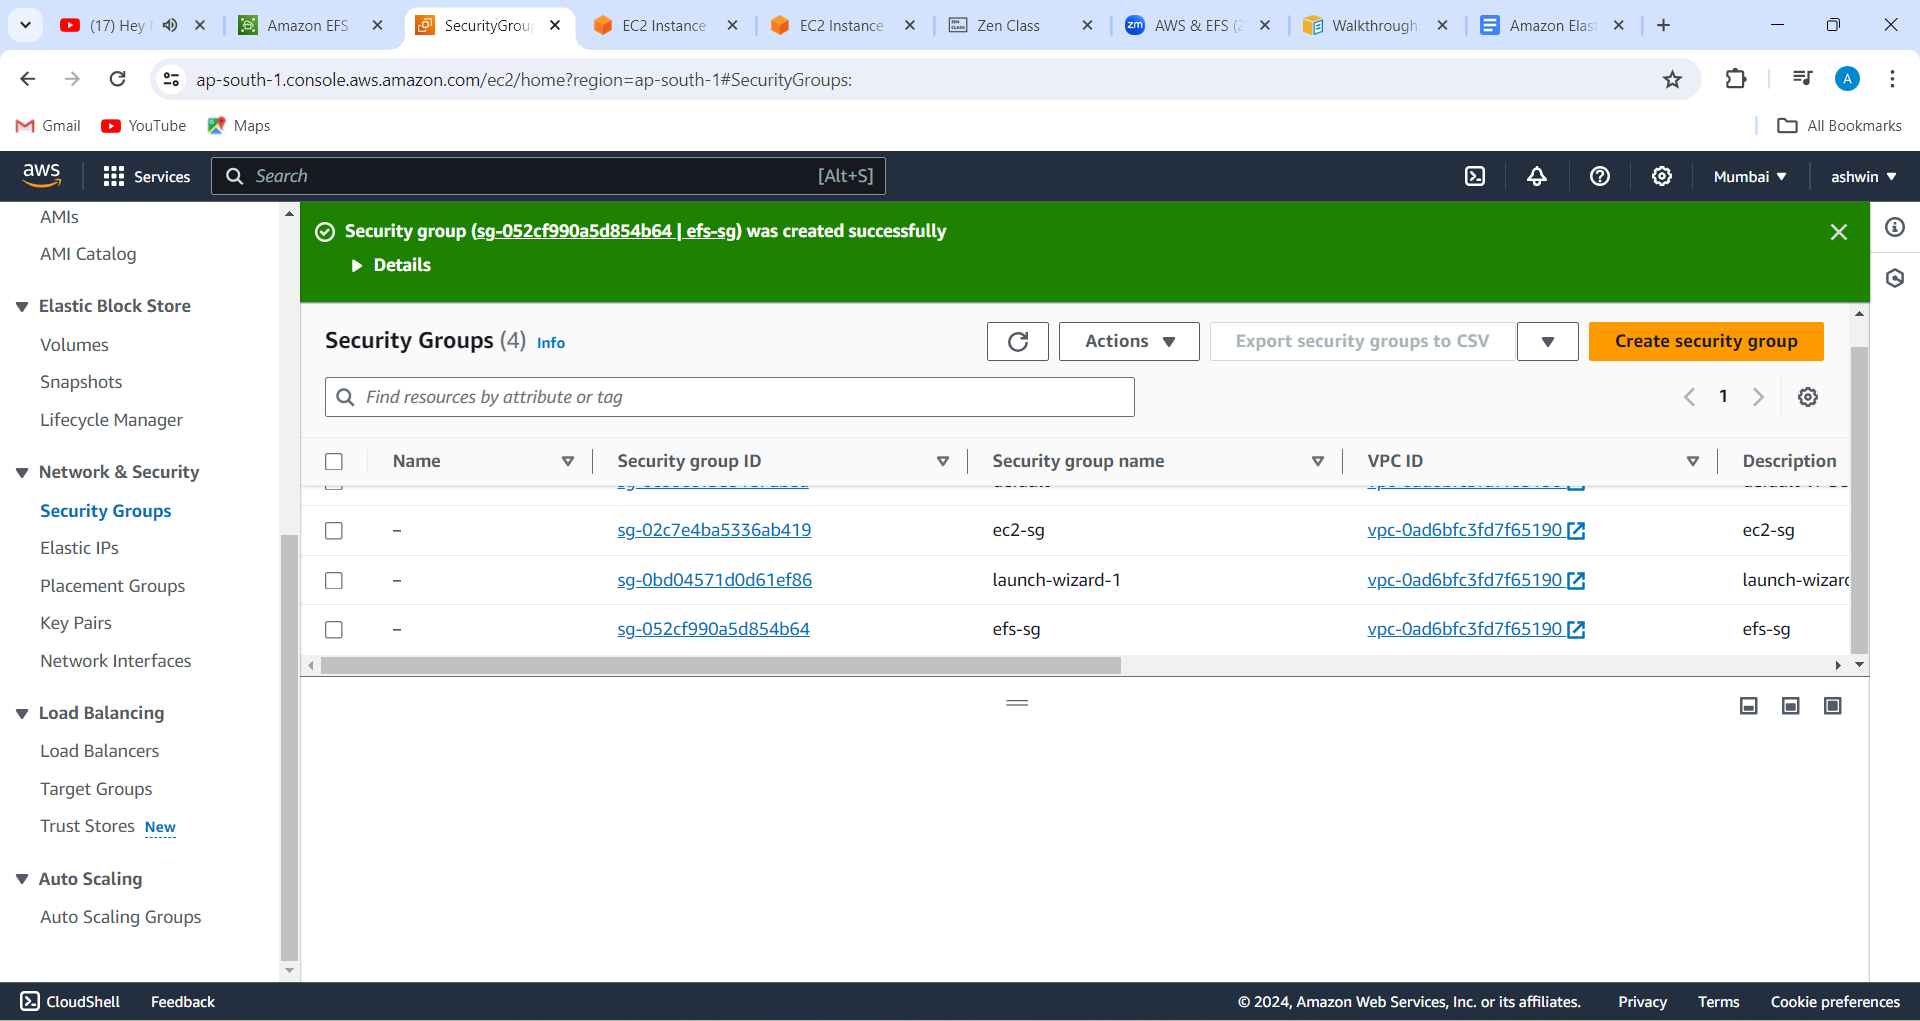 (17) Hey
Amazon EFS
SecurityGrou
EC2 Instance
EC2 Instance
Zen Class
zm AWS & EFS (2
Walkthrough:
Amazon Elast
ap-south-1.console.aws.amazon.com/ec2/home?region=ap-south-1#SecurityGroups:
A
Gmail
YouTube
Maps
All Bookmarks
aws
Services
Search
[Alt+S]
Mumbai
ashwin
AMIs
AMI Catalog
Elastic Block Store
Volumes
Snapshots
Lifecycle Manager
Network & Security
Security Groups
Elastic IPs
Placement Groups
Key Pairs
Network Interfaces
Load Balancing
Load Balancers
Target Groups
Trust Stores New
Auto Scaling
Auto Scaling Groups
Security group (sg-052cf990a5d854b64 | efs-sg) was created successfully
Details
Security Groups (4) Info
Actions
Export security groups to CSV
Create security group
Find resources by attribute or tag
1
Name Security group ID Security group name VPC ID Description
– sg-02c7e4ba5336ab419 ec2-sg vpc-0ad6bfc3fd7f65190 ec2-sg
– sg-0bd04571d0d61ef86 launch-wizard-1 vpc-0ad6bfc3fd7f65190 launch-wizard
– sg-052cf990a5d854b64 efs-sg vpc-0ad6bfc3fd7f65190 efs-sg
CloudShell
Feedback
© 2024, Amazon Web Services, Inc. or its affiliates.
Privacy
Terms
Cookie preferences